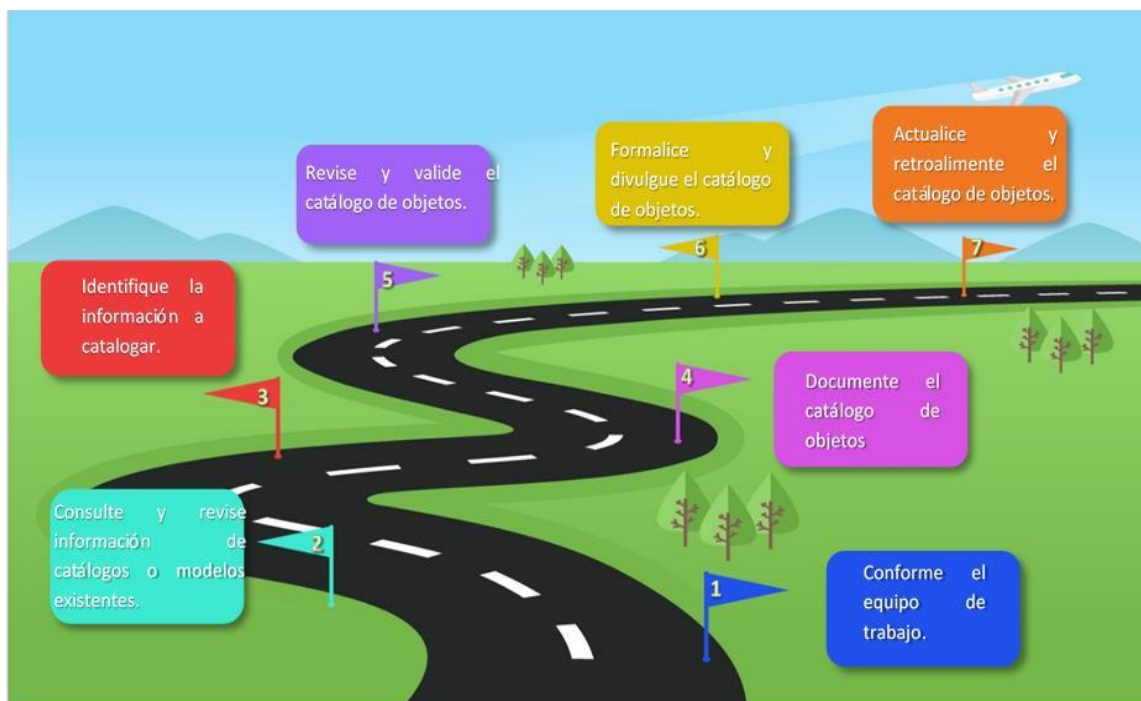 Revise y valide el
catálogo de objetos.
5
Formalice y
divulgue el catálogo
de objetos.
6
Actualice y
retroalimente el
catálogo de objetos.
7
Identifique la
información a
catalogar.
3
Documente el
catálogo de
objetos
4
Consulte y revise
información de
catálogos o modelos
existentes.
2
Conforme el
equipo de
trabajo.
1